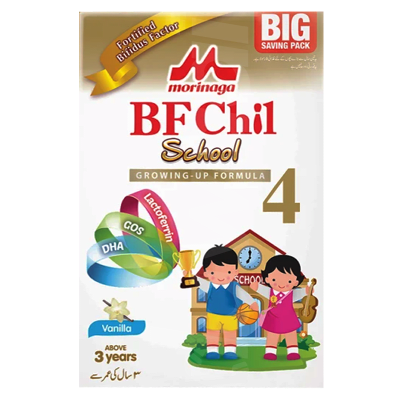 Fortified
Bifidus Factor
BIG
SAVING PACK
morinaga
BF Chil
School
GROWING-UP FORMULA
4
Lactoferrin
GOS
DHA
SCHOOL
Vanilla
ABOVE
3 years
۳ سال کی عمر سے